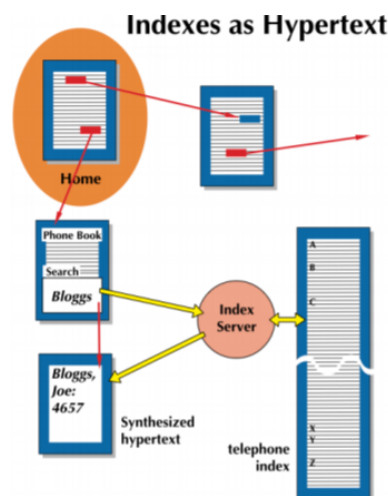 Indexes as Hypertext
Home
Phone Book
Search
Bloggs
Index
Server
A
B
C
Bloggs,
Joe:
4657
Synthesized
hypertext
telephone
index
X
Y
Z